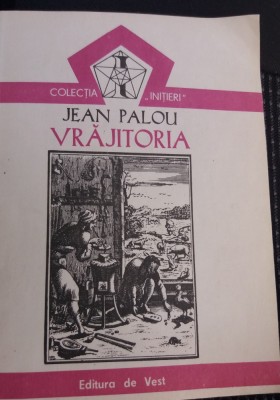 COLECȚIA „INIȚIERI"
JEAN PALOU
VRĂJITORIA
Editura de Vest